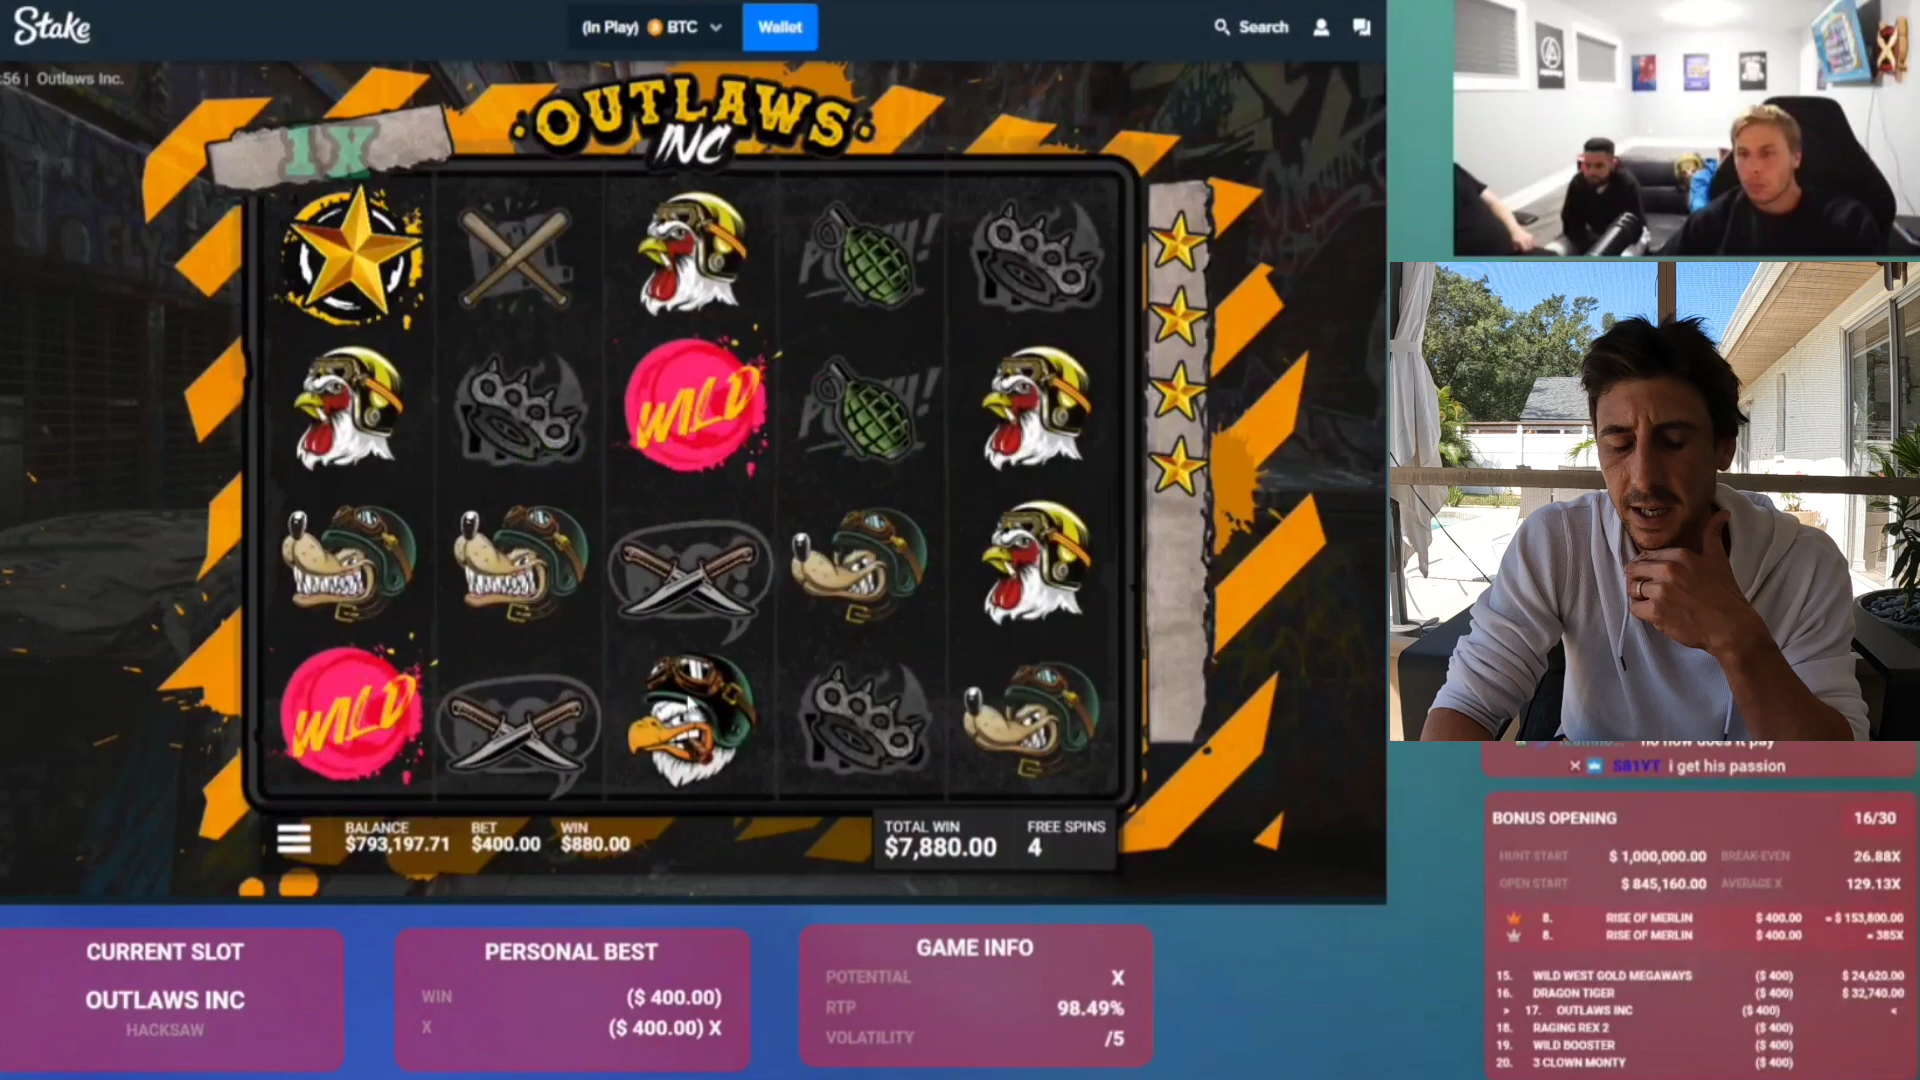 Stake
(In Play) BTC
Wallet
Search
:56 | Outlaws Inc.
1X
OUTLAWS
INC
WILD
WILD
BALANCE
$793,197.71
BET
$400.00
WIN
$880.00
TOTAL WIN
$7,880.00
FREE SPINS
4
no how does it pay
S81YT i get his passion
BONUS OPENING 16/30
HUNT START $ 1,000,000.00 BREAK-EVEN 26.88X
OPEN START $ 845,160.00 AVERAGE X 129.13X
8. RISE OF MERLIN $ 400.00 = $ 153,800.00
8. RISE OF MERLIN $ 400.00 = 385X
15. WILD WEST GOLD MEGAWAYS ($ 400) $ 24,620.00
16. DRAGON TIGER ($ 400) $ 32,740.00
> 17. OUTLAWS INC ($ 400) <
18. RAGING REX 2 ($ 400)
19. WILD BOOSTER ($ 400)
20. 3 CLOWN MONTY ($ 400)
CURRENT SLOT
OUTLAWS INC
HACKSAW
PERSONAL BEST
WIN ($ 400.00)
X ($ 400.00) X
GAME INFO
POTENTIAL X
RTP 98.49%
VOLATILITY /5